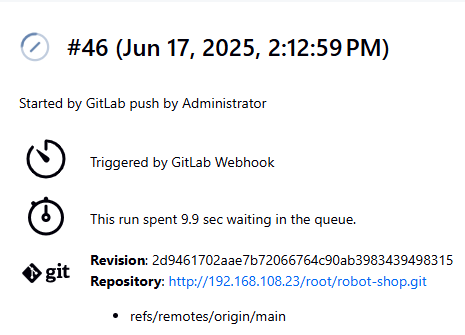 #46 (Jun 17, 2025, 2:12:59 PM)
Started by GitLab push by Administrator
Triggered by GitLab Webhook
This run spent 9.9 sec waiting in the queue.
git
Revision: 2d9461702aae7b72066764c90ab3983439498315
Repository: http://192.168.108.23/root/robot-shop.git
• refs/remotes/origin/main